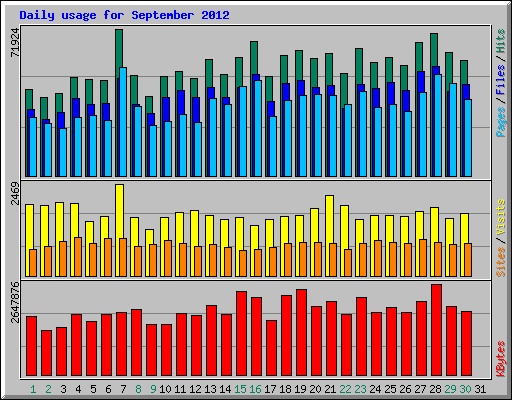 Daily usage for September 2012
71924
Pages / Files / Hits
2469
Sites / Visits
2647876
KBytes
1 2 3 4 5 6 7 8 9 10 11 12 13 14 15 16 17 18 19 20 21 22 23 24 25 26 27 28 29 30 31